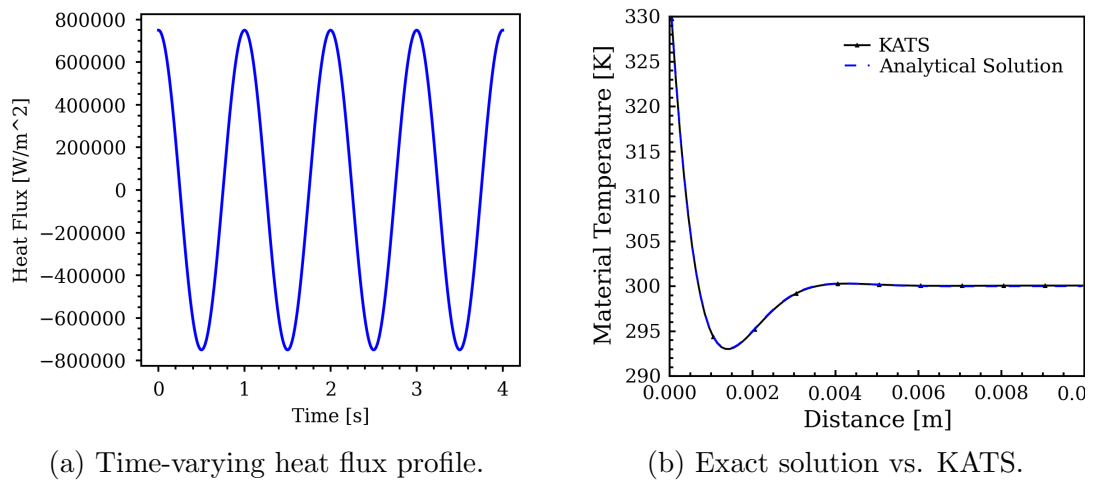 800000
600000
400000
200000
0
−200000
−400000
−600000
−800000
Heat Flux [W/m^2]
0 1 2 3 4
Time [s]
(a) Time-varying heat flux profile.
330
325
320
315
310
305
300
295
290
Material Temperature [K]
KATS
Analytical Solution
0.000 0.002 0.004 0.006 0.008 0.0
Distance [m]
(b) Exact solution vs. KATS.